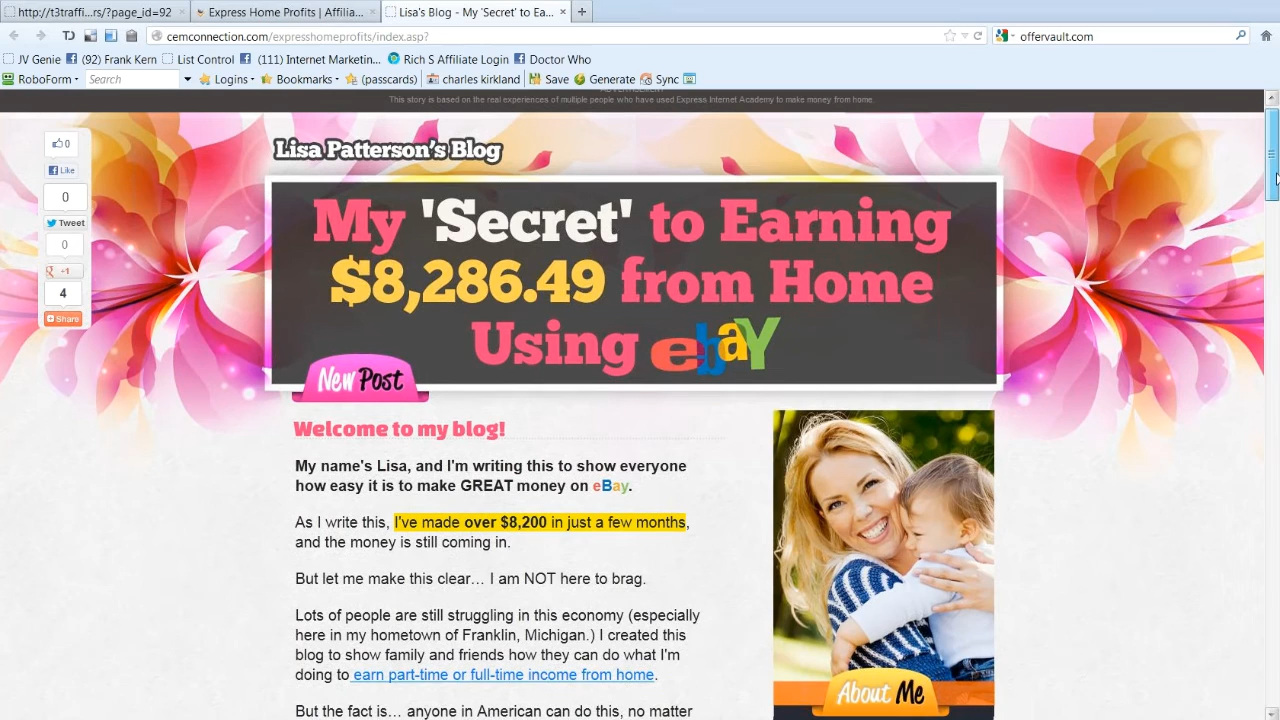 http://t3traffi...rs/?page_id=92
Express Home Profits | Affilia...
Lisa's Blog - My 'Secret' to Ea...
cemconnection.com/expresshomeprofits/index.asp?
offervault.com
JV Genie
(92) Frank Kern
List Control
(111) Internet Marketin...
Rich S Affiliate Login
Doctor Who
RoboForm
Search
Logins
Bookmarks
(passcards)
charles kirkland
Save
Generate
Sync
This story is based on the real experiences of multiple people who have used Express Internet Academy to make money from home.
Lisa Patterson's Blog
My 'Secret' to Earning
$8,286.49 from Home
Using ebay
New Post
0
Like
0
Tweet
0
+1
4
Share
Welcome to my blog!
My name's Lisa, and I'm writing this to show everyone
how easy it is to make GREAT money on eBay.
As I write this, I've made over $8,200 in just a few months,
and the money is still coming in.
But let me make this clear… I am NOT here to brag.
Lots of people are still struggling in this economy (especially
here in my hometown of Franklin, Michigan.) I created this
blog to show family and friends how they can do what I'm
doing to earn part-time or full-time income from home.
But the fact is… anyone in American can do this, no matter
About Me